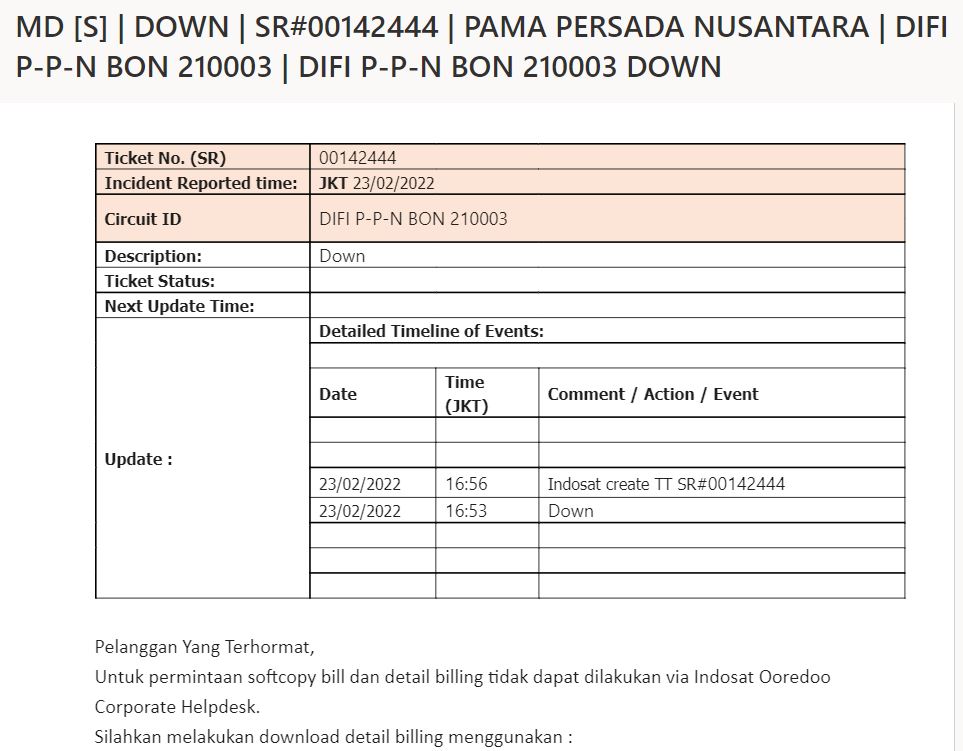 MD [S] | DOWN | SR#00142444 | PAMA PERSADA NUSANTARA | DIFI
P-P-N BON 210003 | DIFI P-P-N BON 210003 DOWN
Ticket No. (SR) 00142444
Incident Reported time: JKT 23/02/2022
Circuit ID DIFI P-P-N BON 210003
Description: Down
Ticket Status:
Next Update Time:
Update :
Detailed Timeline of Events:
Date Time (JKT) Comment / Action / Event
23/02/2022 16:56 Indosat create TT SR#00142444
23/02/2022 16:53 Down
Pelanggan Yang Terhormat,
Untuk permintaan softcopy bill dan detail billing tidak dapat dilakukan via Indosat Ooredoo
Corporate Helpdesk.
Silahkan melakukan download detail billing menggunakan :